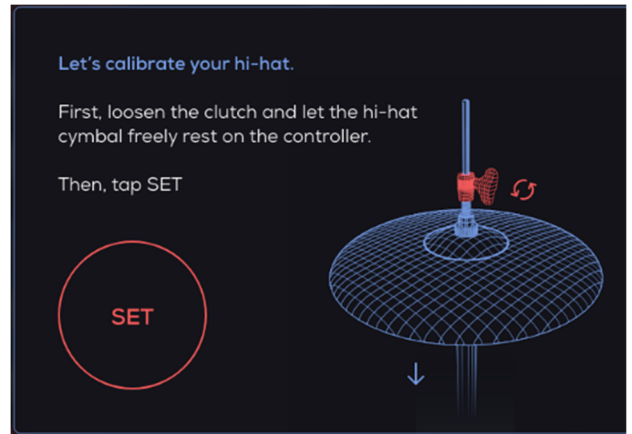 Let's calibrate your hi-hat.
First, loosen the clutch and let the hi-hat
cymbal freely rest on the controller.
Then, tap SET
SET